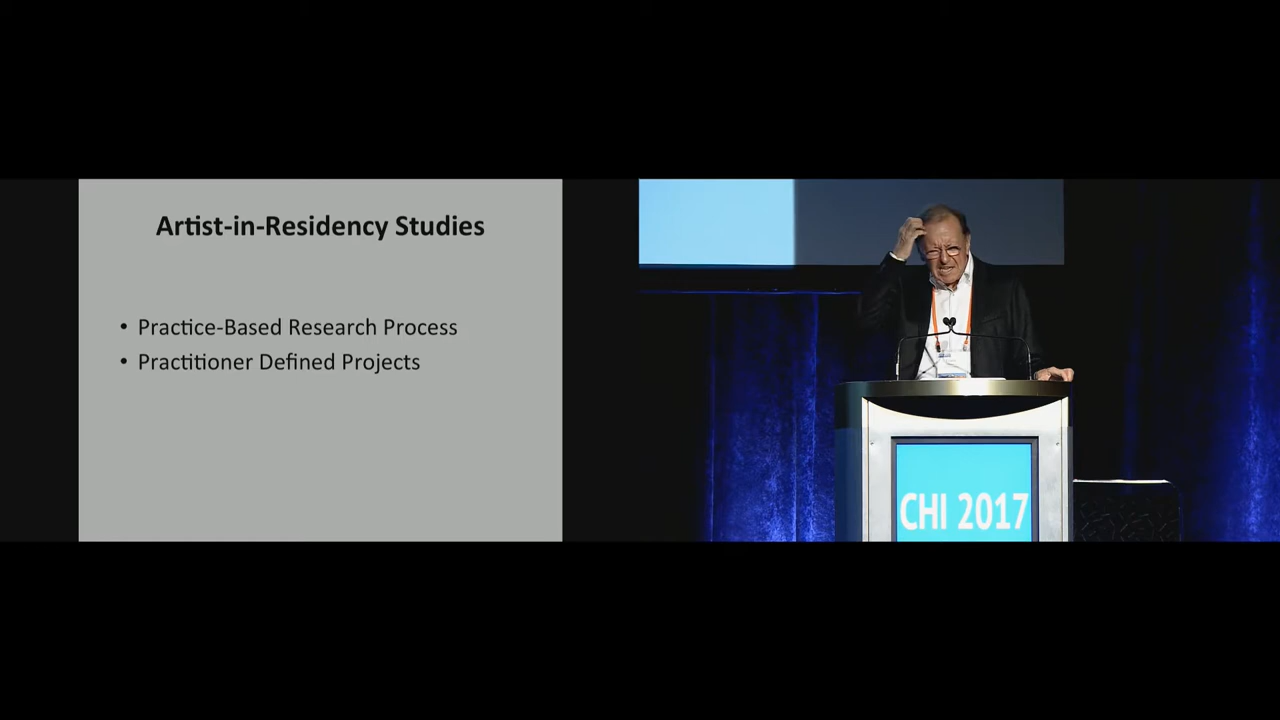 Artist-in-Residency Studies
• Practice-Based Research Process
• Practitioner Defined Projects
CHI 2017